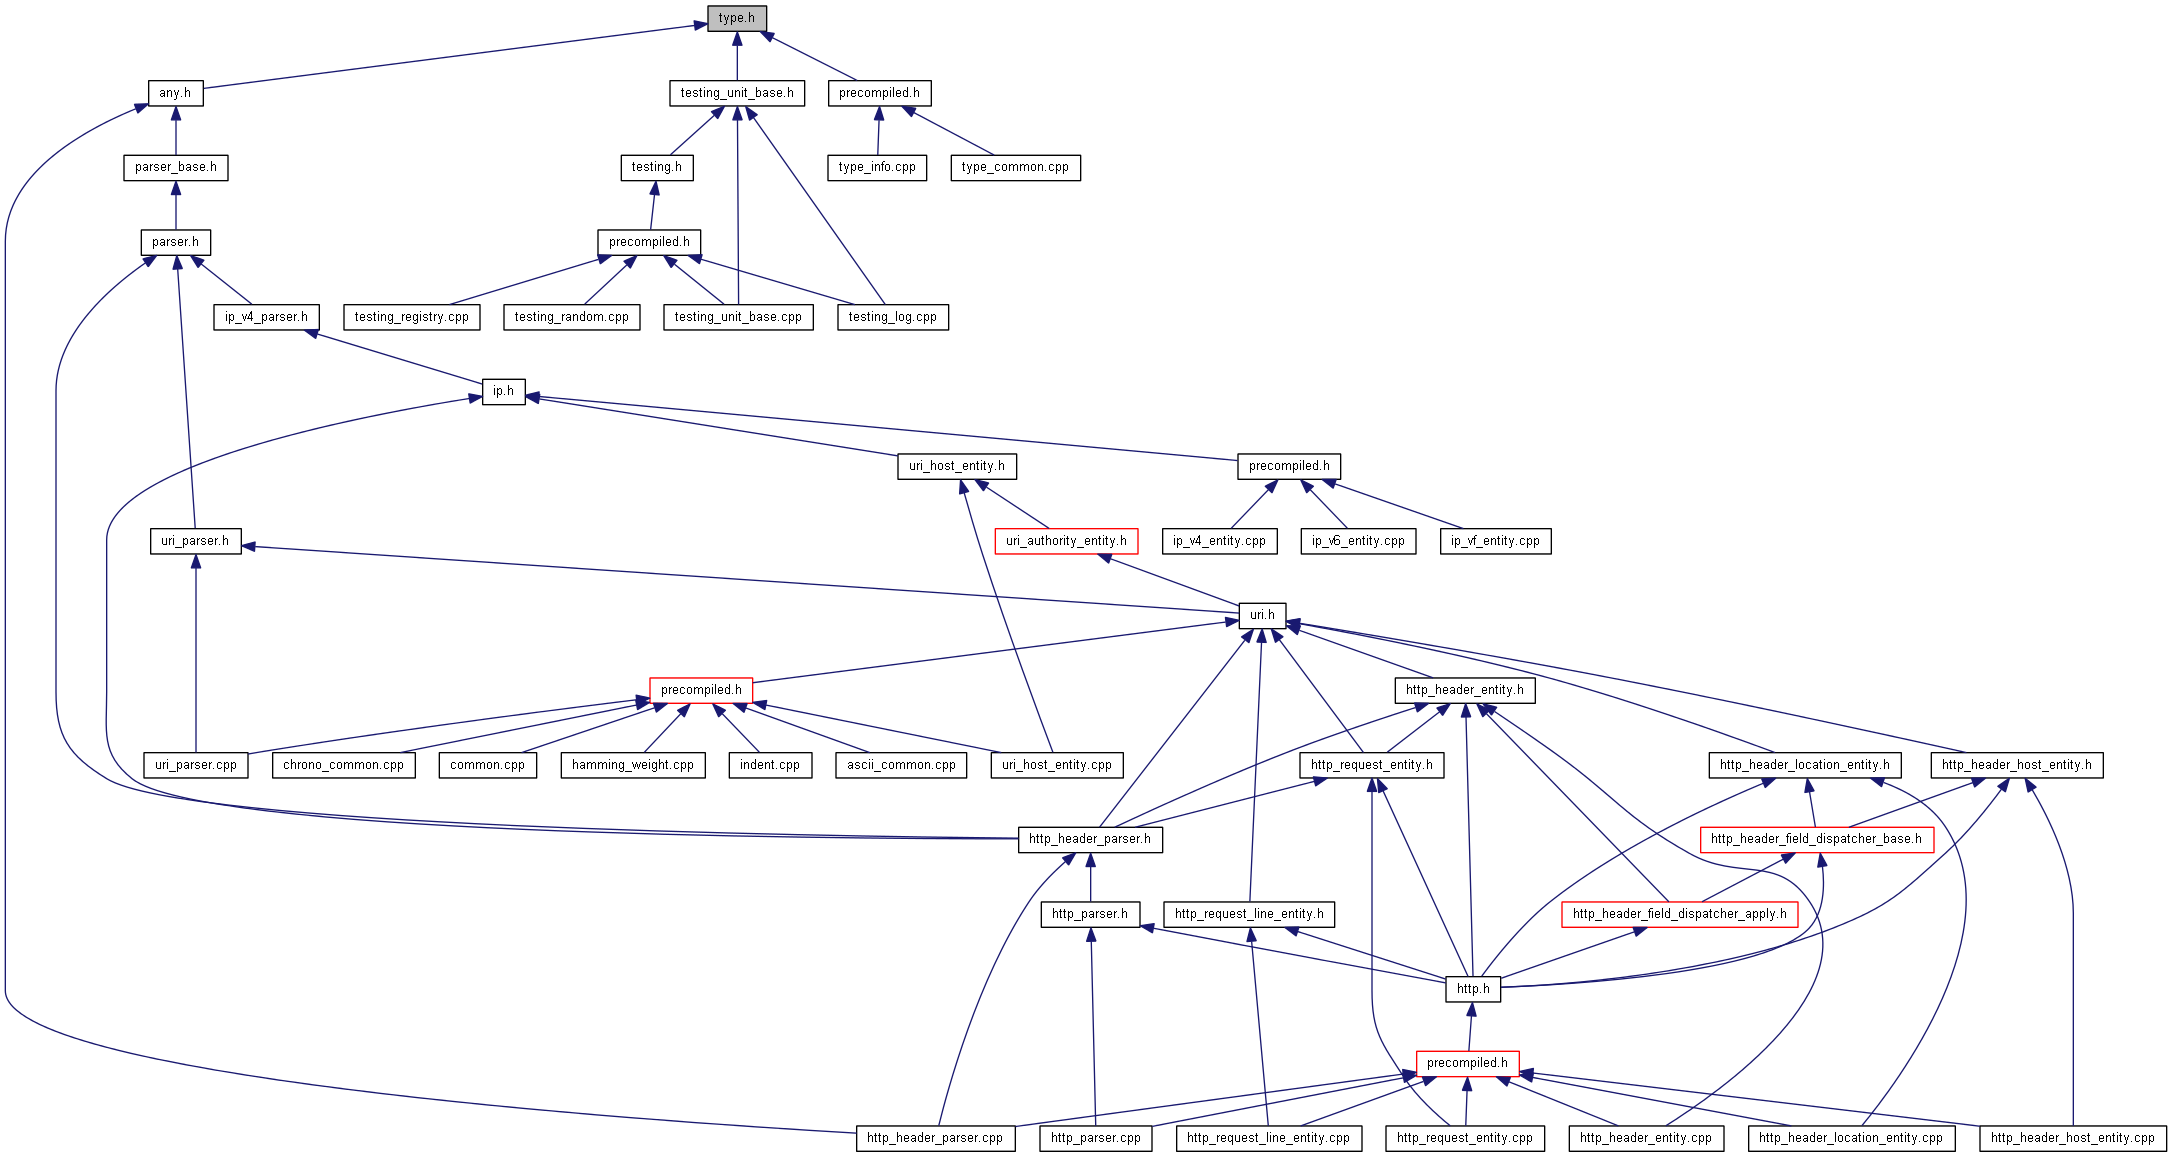 type.h
any.h
testing_unit_base.h
precompiled.h
parser_base.h
testing.h
type_info.cpp
type_common.cpp
parser.h
precompiled.h
ip_v4_parser.h
testing_registry.cpp
testing_random.cpp
testing_unit_base.cpp
testing_log.cpp
ip.h
uri_host_entity.h
precompiled.h
uri_parser.h
uri_authority_entity.h
ip_v4_entity.cpp
ip_v6_entity.cpp
ip_vf_entity.cpp
uri.h
precompiled.h
http_header_entity.h
uri_parser.cpp
chrono_common.cpp
common.cpp
hamming_weight.cpp
indent.cpp
ascii_common.cpp
uri_host_entity.cpp
http_request_entity.h
http_header_location_entity.h
http_header_host_entity.h
http_header_parser.h
http_header_field_dispatcher_base.h
http_parser.h
http_request_line_entity.h
http_header_field_dispatcher_apply.h
http.h
precompiled.h
http_header_parser.cpp
http_parser.cpp
http_request_line_entity.cpp
http_request_entity.cpp
http_header_entity.cpp
http_header_location_entity.cpp
http_header_host_entity.cpp